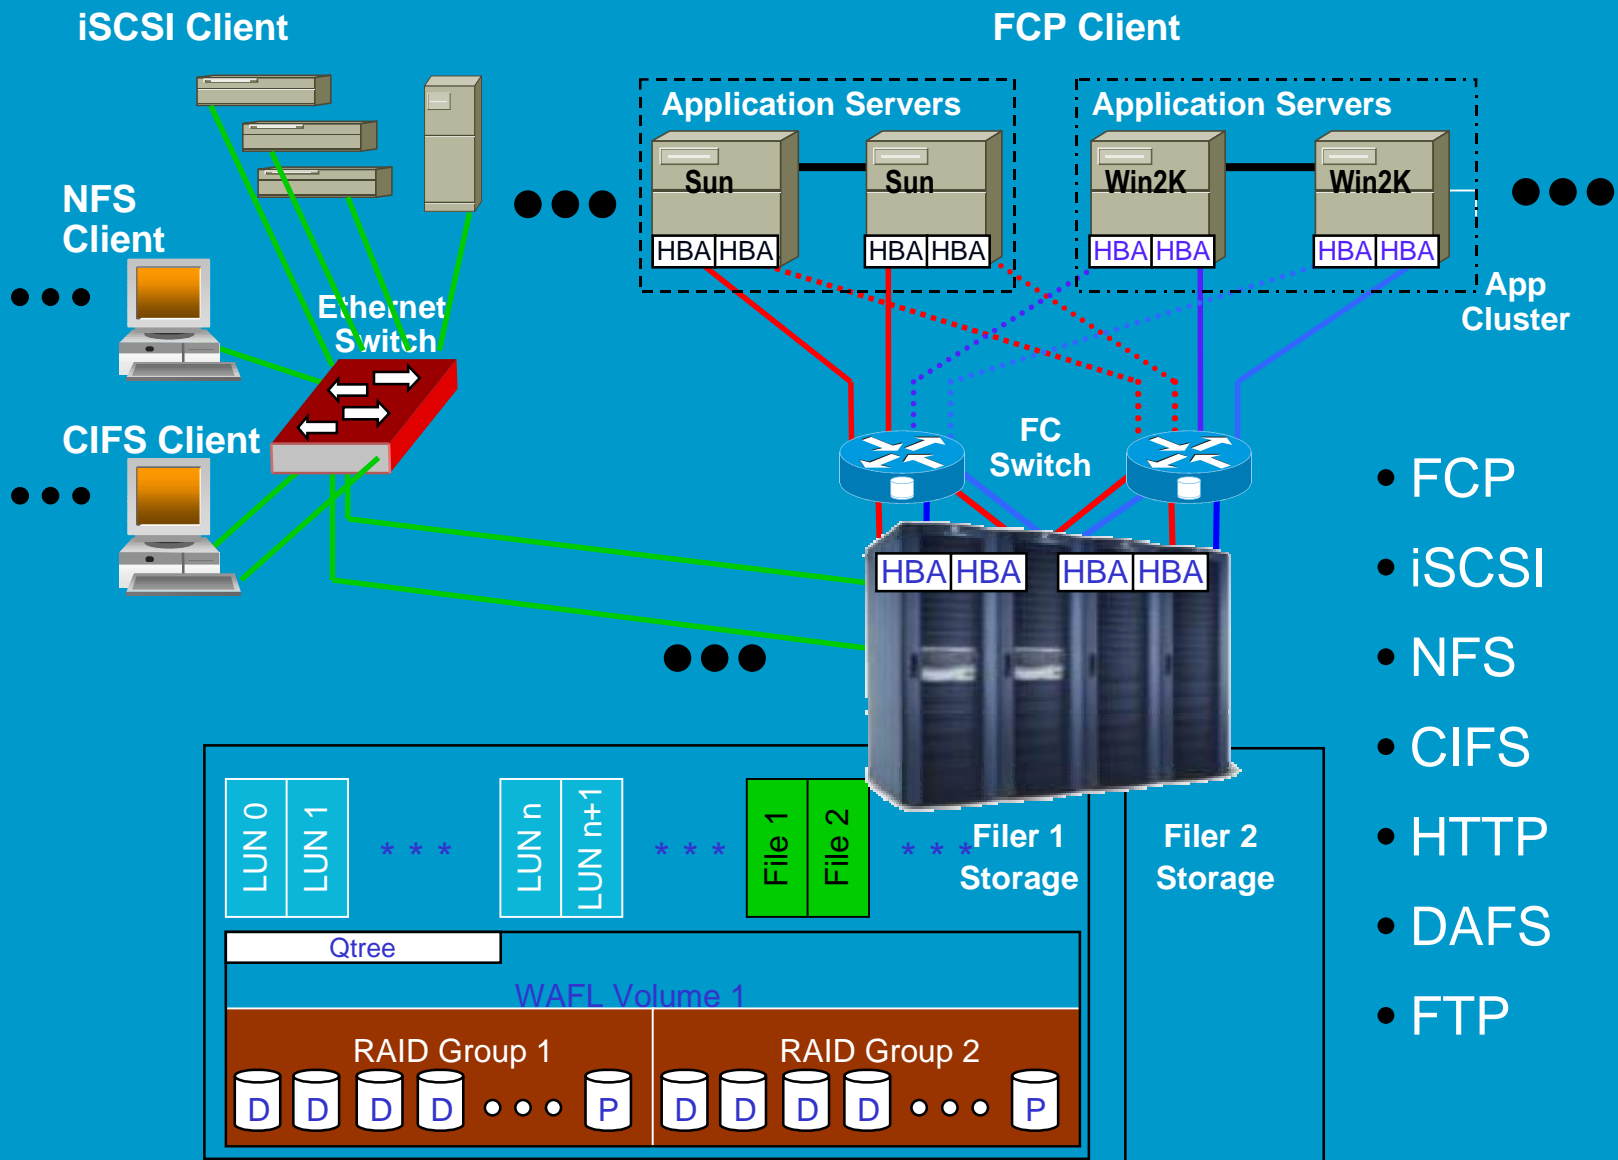 iSCSI Client
FCP Client
Application Servers
Application Servers
Sun
Sun
Win2K
Win2K
HBA HBA
HBA HBA
HBA HBA
HBA HBA
NFS
Client
Ethernet
Switch
App
Cluster
CIFS Client
FC
Switch
HBA HBA
HBA HBA
• FCP
• iSCSI
• NFS
• CIFS
• HTTP
• DAFS
• FTP
LUN 0
LUN 1
* * *
LUN n
LUN n+1
* * *
File 1
File 2
* * *
Filer 1
Storage
Filer 2
Storage
Qtree
WAFL Volume 1
RAID Group 1
RAID Group 2
D D D D P
D D D D P